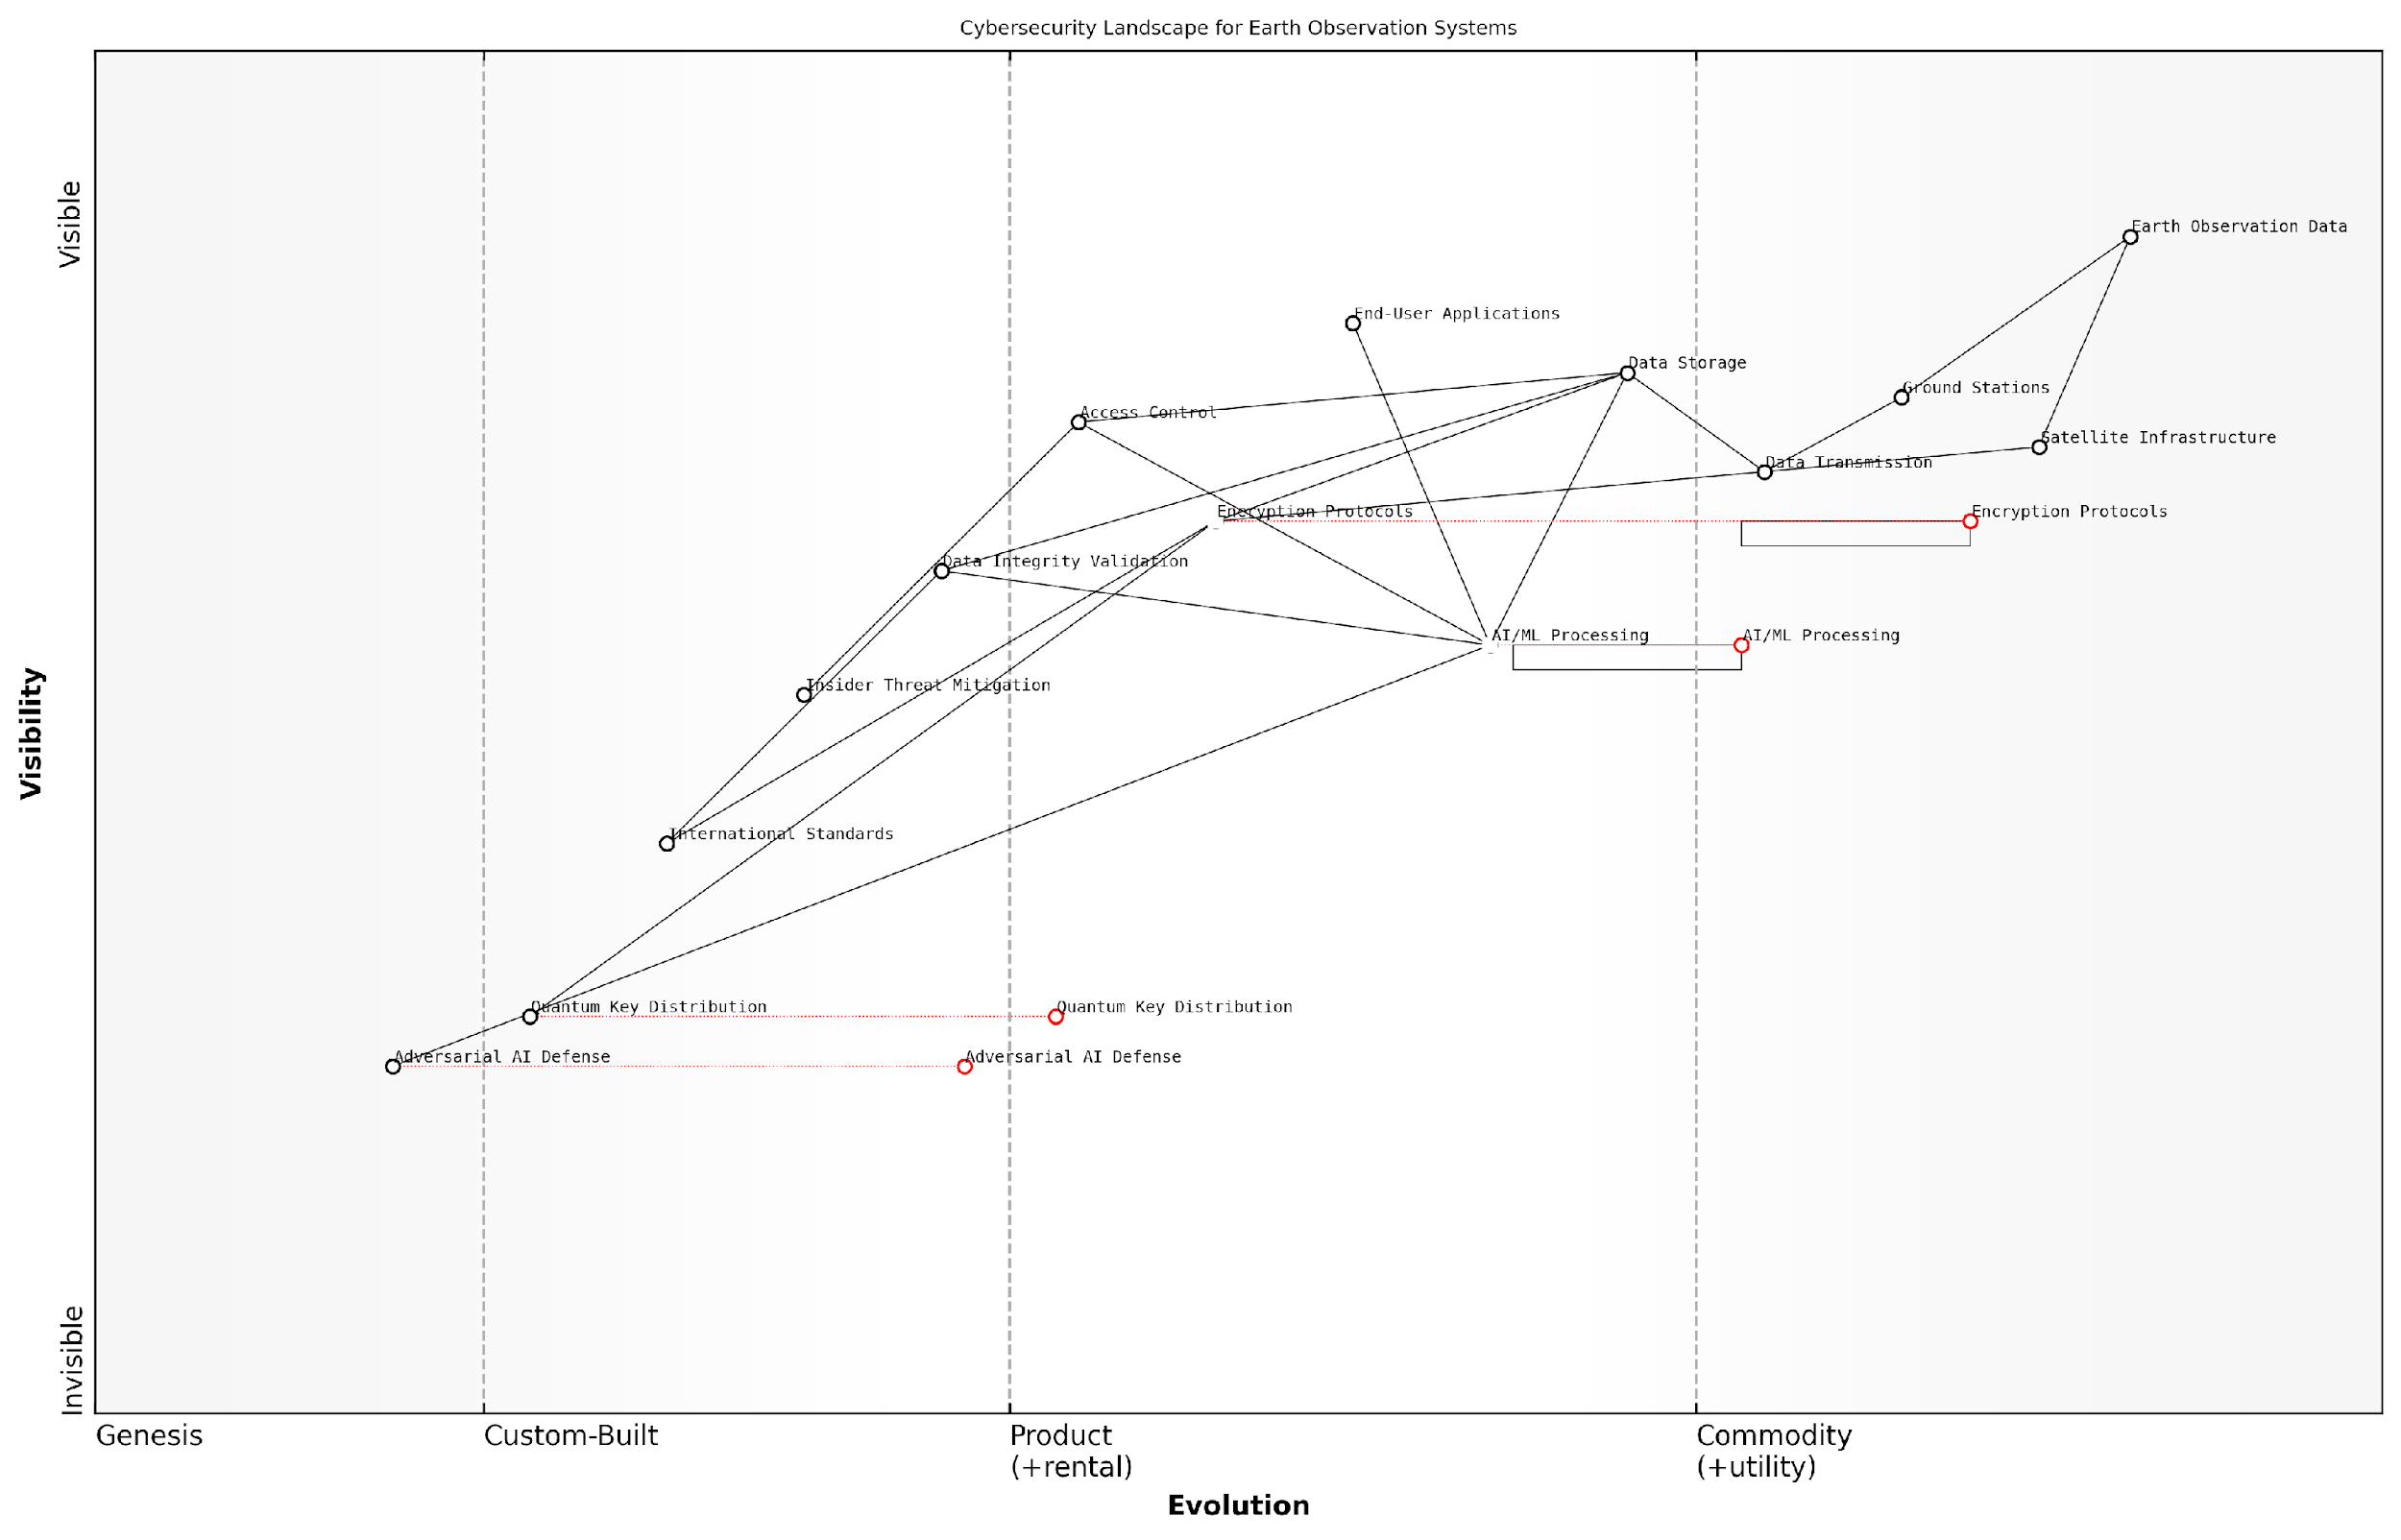 Cybersecurity Landscape for Earth Observation Systems
Visible
Earth Observation Data
End-User Applications
Data Storage
Ground Stations
Access Control
Satellite Infrastructure
Data Transmission
Encryption Protocols
Encryption Protocols
Data Integrity Validation
AI/ML Processing
AI/ML Processing
Insider Threat Mitigation
Visibility
International Standards
Quantum Key Distribution
Quantum Key Distribution
Adversarial AI Defense
Adversarial AI Defense
Invisible
Genesis
Custom-Built
Product
(+rental)
Commodity
(+utility)
Evolution